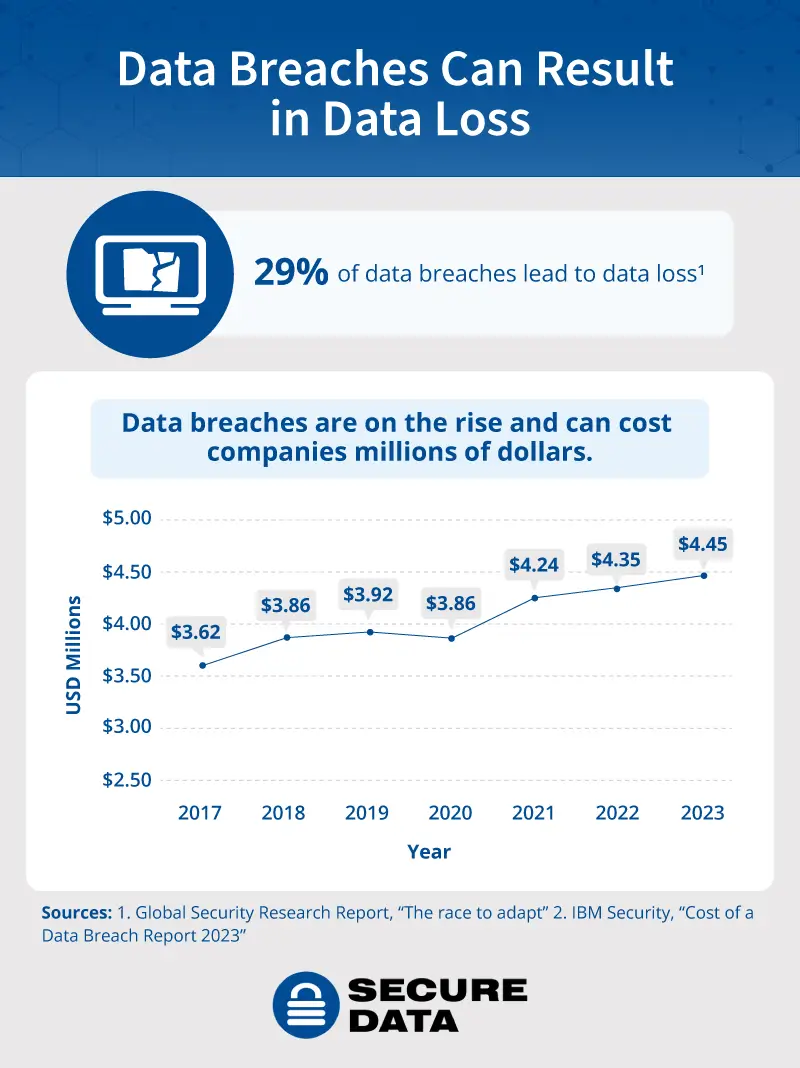 Data Breaches Can Result
in Data Loss
29% of data breaches lead to data loss¹
Data breaches are on the rise and can cost
companies millions of dollars.
$5.00
$4.50
$4.00
$3.50
$3.00
$2.50
USD Millions
$3.62
$3.86
$3.92
$3.86
$4.24
$4.35
$4.45
2017 2018 2019 2020 2021 2022 2023
Year
Sources: 1. Global Security Research Report, “The race to adapt” 2. IBM Security, “Cost of a
Data Breach Report 2023”
SECURE
DATA